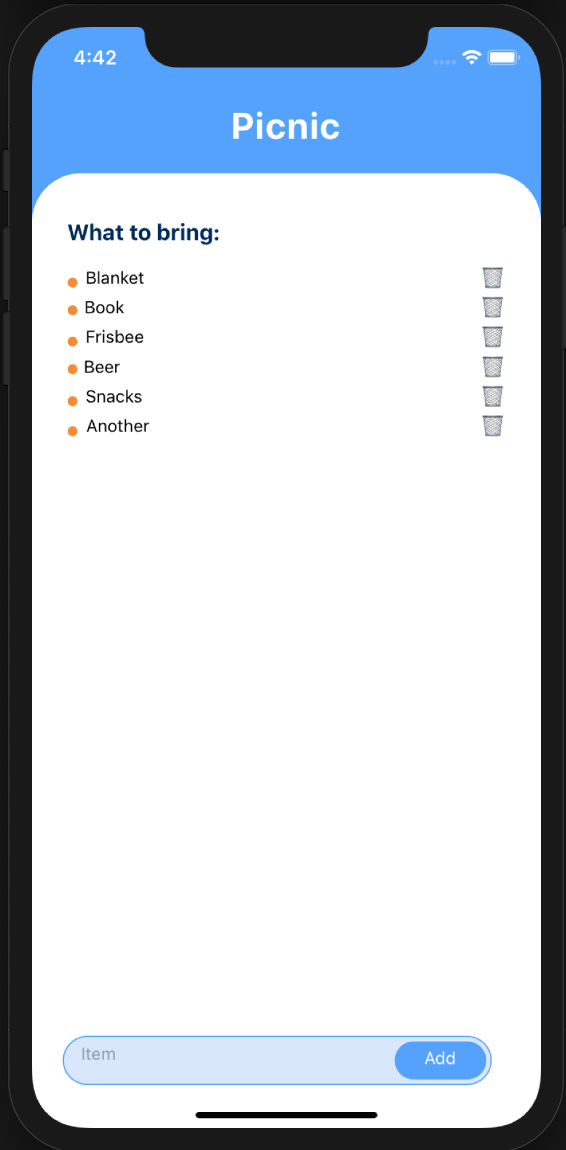 4:42
Picnic
What to bring:
Blanket
Book
Frisbee
Beer
Snacks
Another
Item
Add